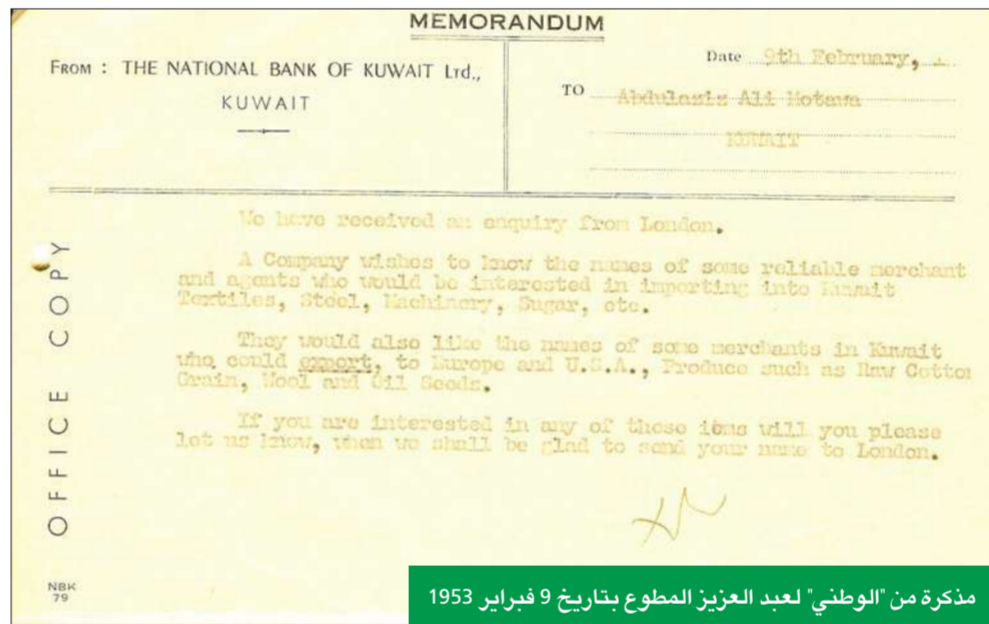 MEMORANDUM
FROM : THE NATIONAL BANK OF KUWAIT Ltd.,
KUWAIT
Date 9th February,
TO Abdulaziz Ali Motawa
KUWAIT
We have received an enquiry from London.
A Company wishes to know the names of some reliable merchant
and agents who would be interested in importing into Kuwait
Textiles, Steel, Machinery, Sugar, etc.
They would also like the names of some merchants in Kuwait
who could export, to Europe and U.S.A., Produce such as Raw Cotton
Grain, Wool and Oil Seeds.
If you are interested in any of these items will you please
let us know, when we shall be glad to send your name to London.
OFFICE COPY
NBK
79
مذكرة من "الوطني" لعبد العزيز المطوع بتاريخ 9 فبراير 1953